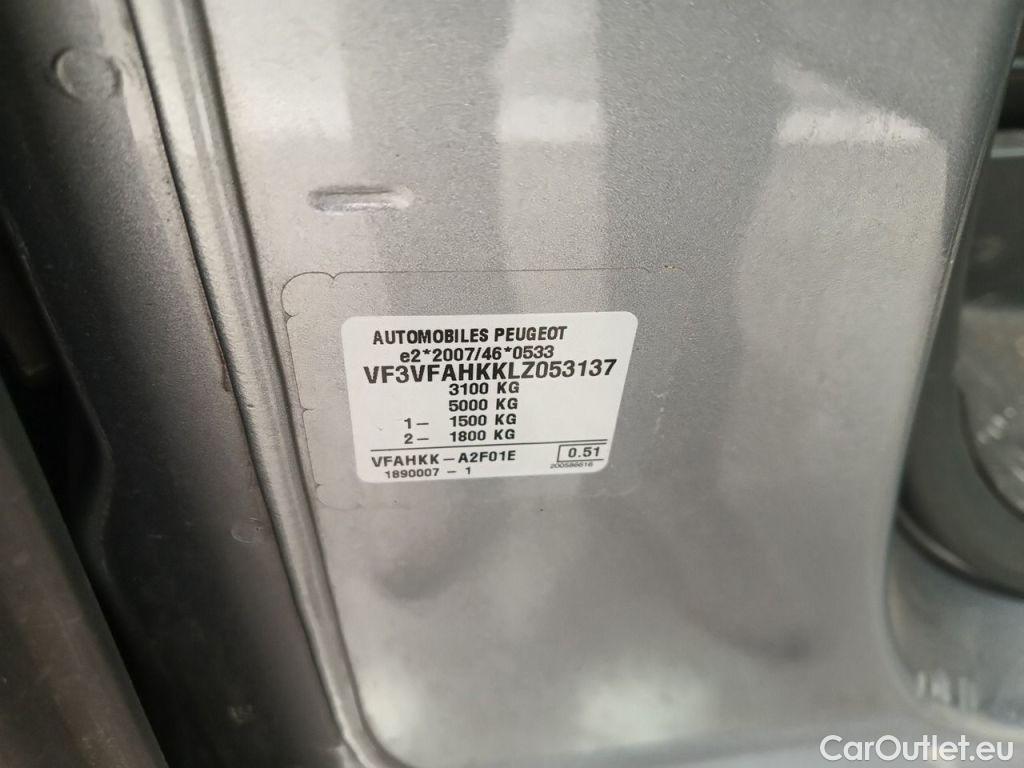 AUTOMOBILES PEUGEOT
e2*2007/46*0533
VF3VFAHKKLZ053137
3100 KG
5000 KG
1– 1500 KG
2– 1800 KG
VFAHKK–A2F01E 0.51
1890007 – 1 200586616
CarOutlet.eu